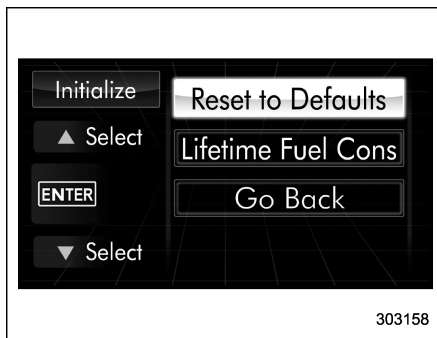 Initialize
Reset to Defaults
▲ Select
Lifetime Fuel Cons
ENTER
Go Back
▼ Select
303158